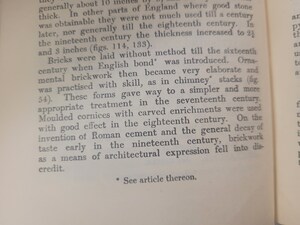 generally about 10 inches by
thick. In other parts of England where good stone
was obtainable they were not much used till a century
later, nor generally till the eighteenth century. In
the nineteenth century the thickness increased to 2½
and 3 inches (figs. 114, 133).
Bricks were laid without method till the sixteenth
century when English bond* was introduced. Orna-
mental brickwork then became very elaborate and
was practised with skill, as in chimney* stacks (fig.
34). These forms gave way to a simpler and more
appropriate treatment in the seventeenth century.
Moulded cornices with carved enrichments were used
with good effect in the eighteenth century. On the
invention of Roman cement and the general decay of
taste early in the nineteenth century, brickwork
as a means of architectural expression fell into dis-
credit.
* See article thereon.